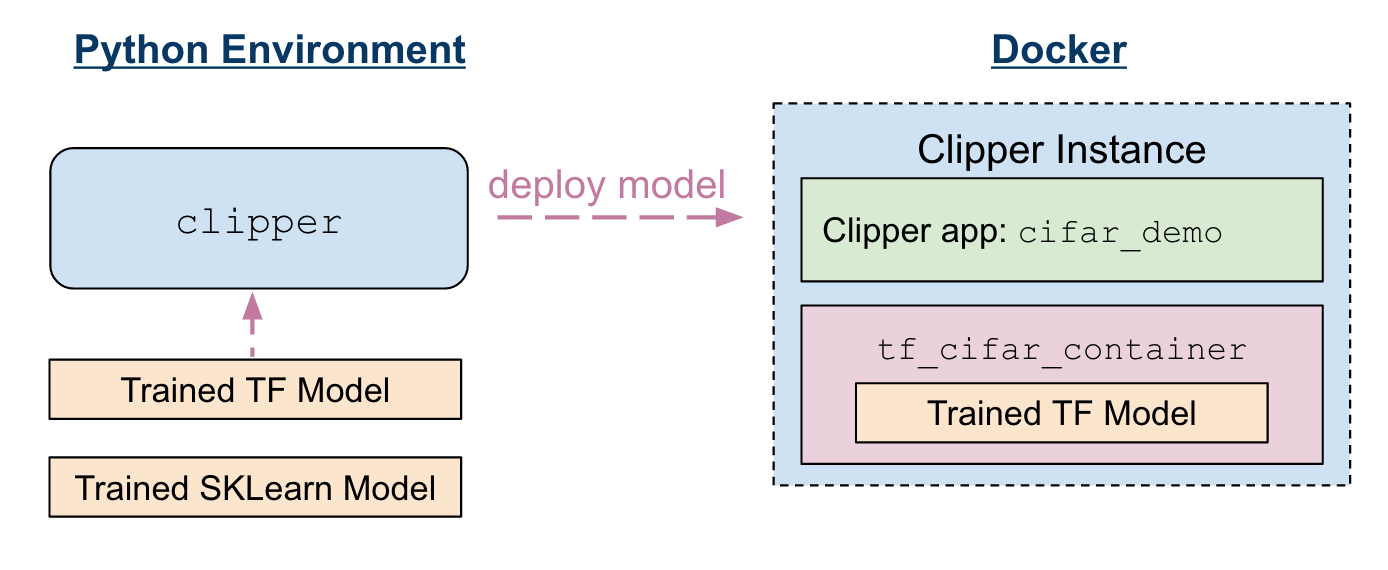 Python Environment
Docker
clipper
deploy model
Clipper Instance
Clipper app: cifar_demo
tf_cifar_container
Trained TF Model
Trained TF Model
Trained SKLearn Model